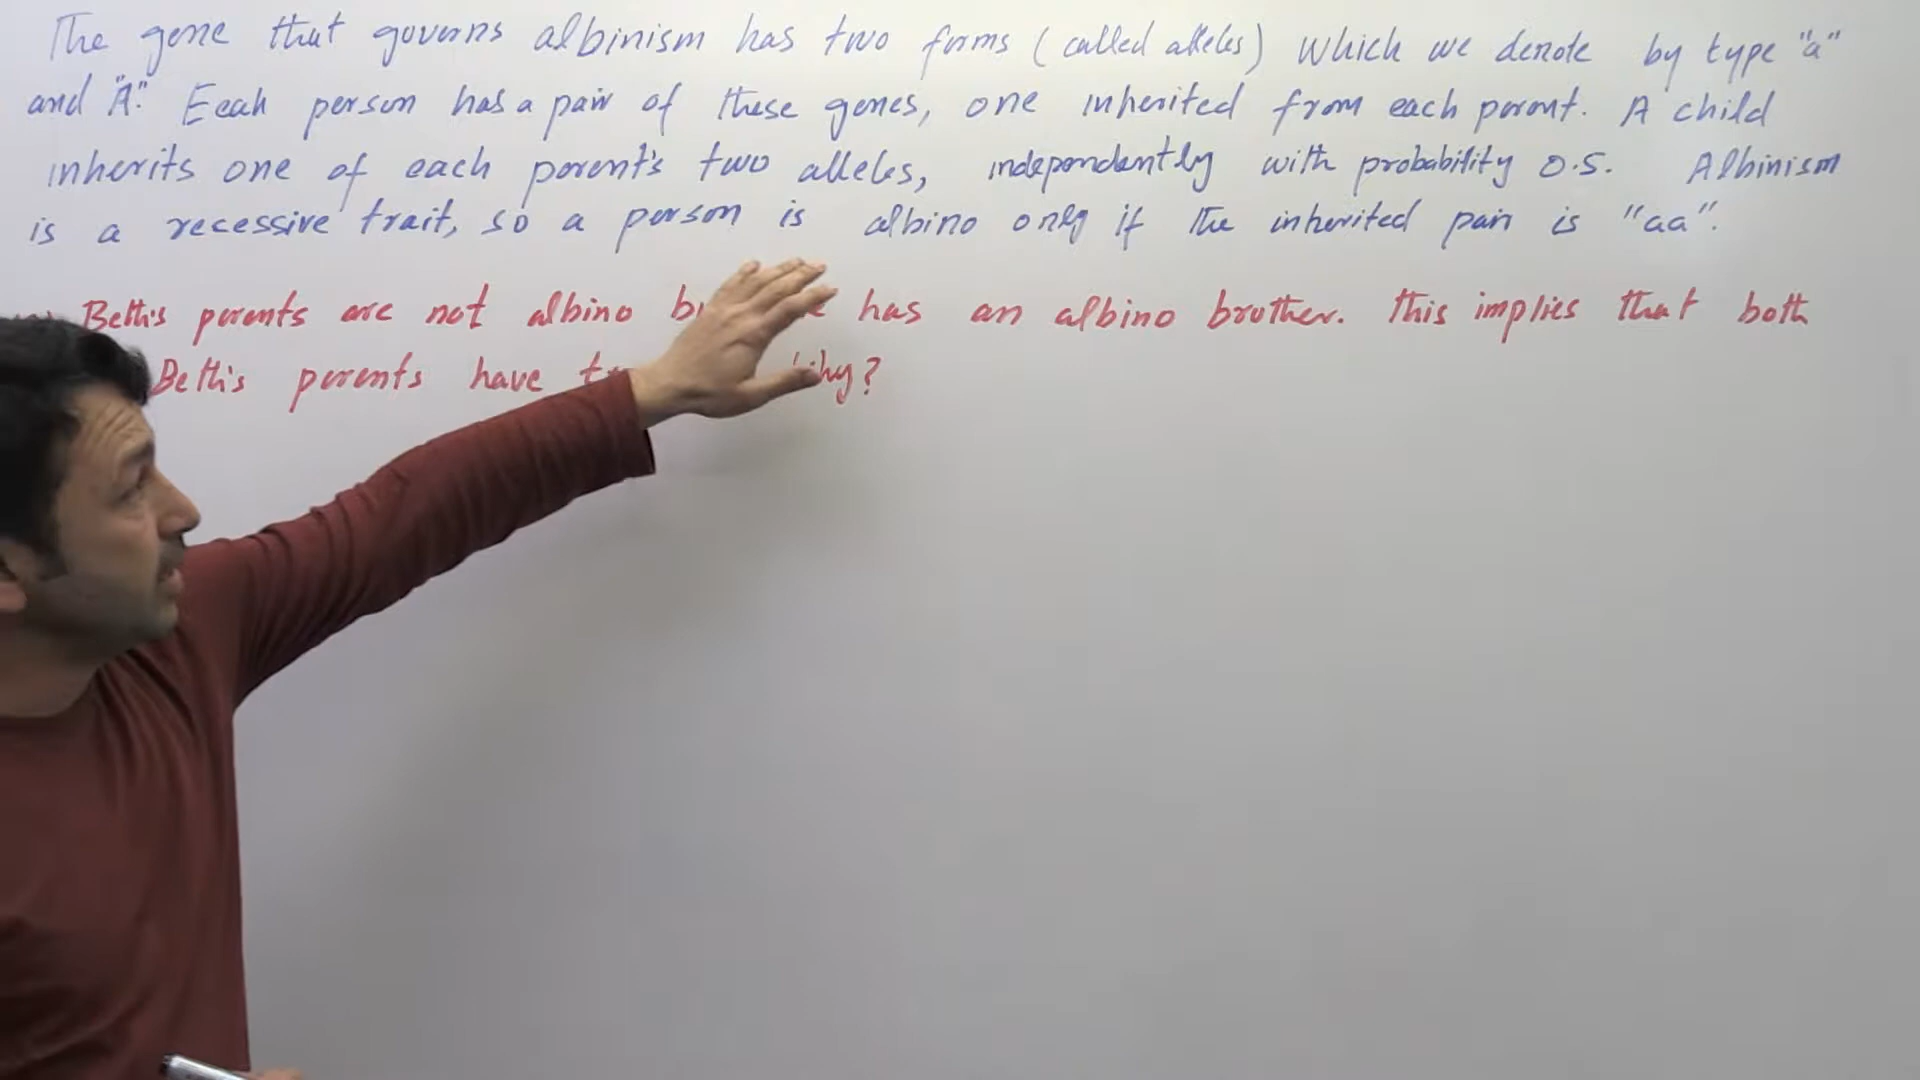 The gene that governs albinism has two forms (called alleles) which we denote by type "a"
and "A." Eeah person has a pair of these genes, one inherited from each parent. A child
inherits one of each parent's two alleles, independently with probability 0.5. Albinism
is a recessive trait, so a person is albino only if the inherited pair is "aa".
Beth's parents are not albino has an albino brother. This implies that both
Beth's parents have